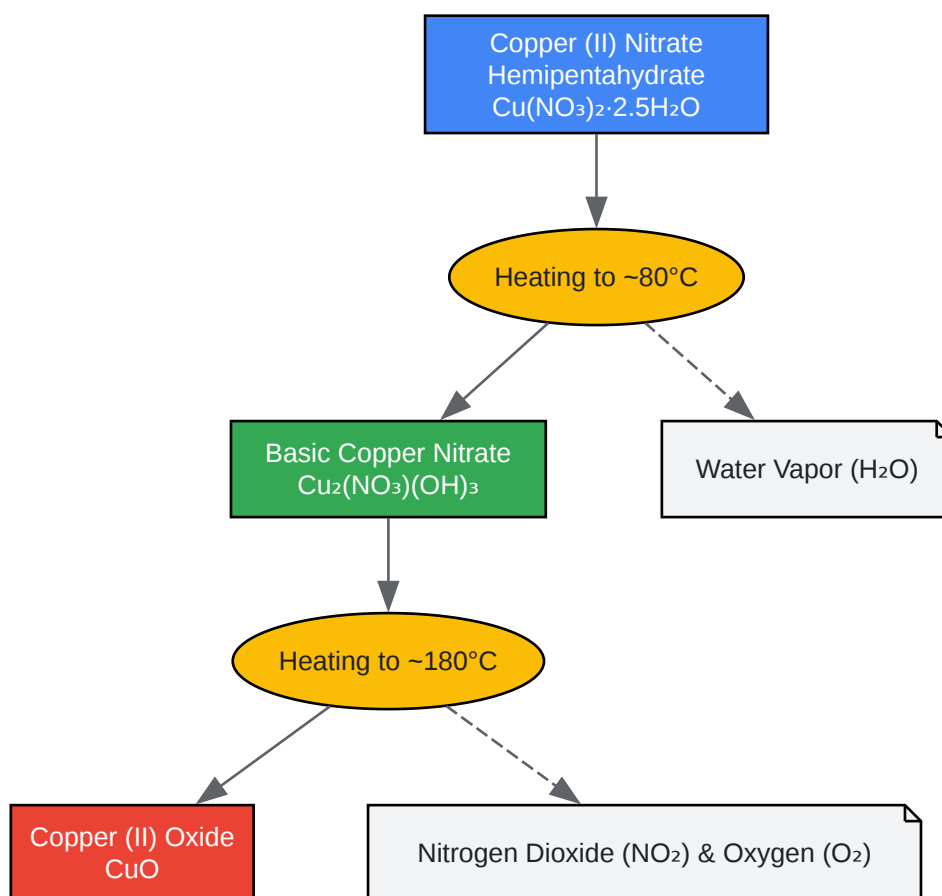 Copper (II) Nitrate
Hemipentahydrate
Cu(NO₃)₂·2.5H₂O
Heating to ~80°C
Basic Copper Nitrate
Cu₂(NO₃)(OH)₃
Water Vapor (H₂O)
Heating to ~180°C
Copper (II) Oxide
CuO
Nitrogen Dioxide (NO₂) & Oxygen (O₂)